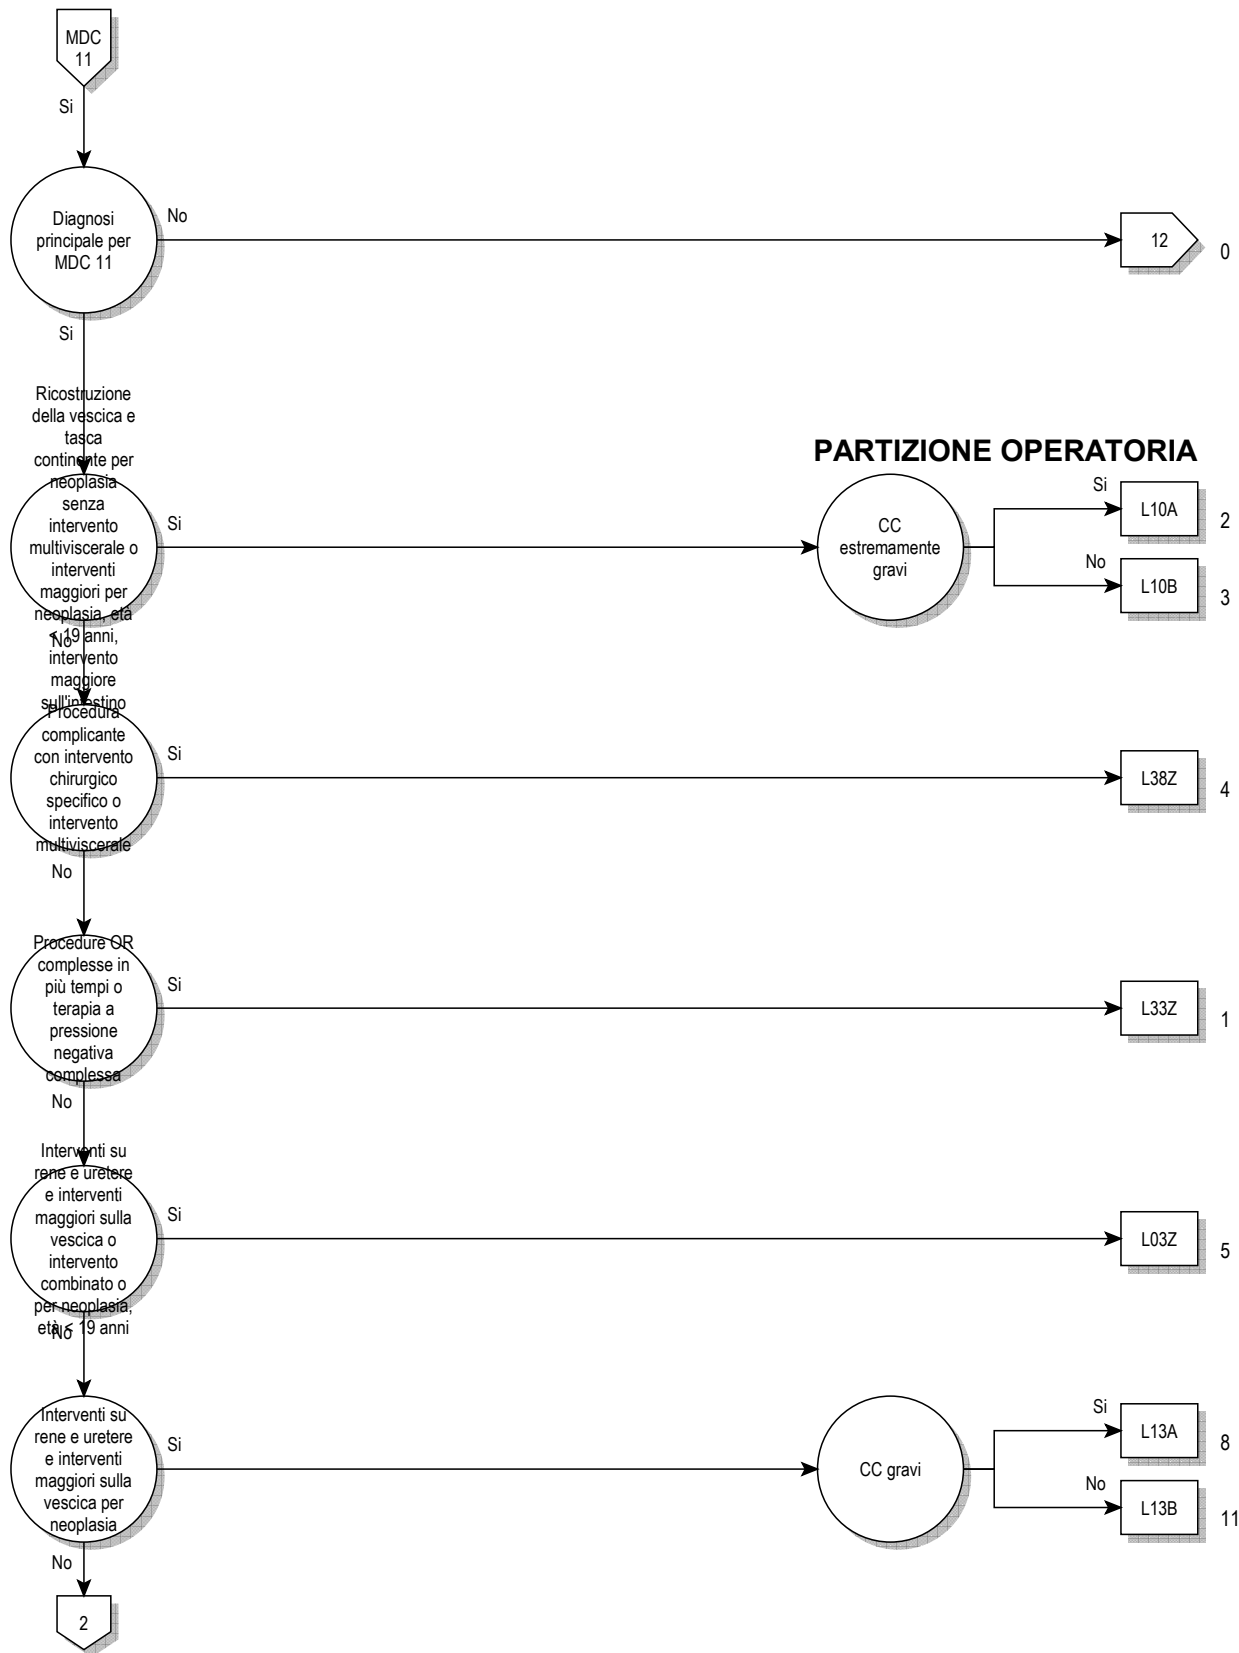 MDC
11
Si
Diagnosi
principale per
MDC 11
No
12
0
Si
Ricostruzione
della vescica e
tasca
continente per
neoplasia
senza
intervento
multiviscerale o
interventi
maggiori per
neoplasia, età
< 19 anni,
intervento
maggiore
sull'intestino
Si
PARTIZIONE OPERATORIA
CC
estremamente
gravi
Si
L10A
2
No
L10B
3
No
Procedura
complicante
con intervento
chirurgico
specifico o
intervento
multiviscerale
Si
L38Z
4
No
Procedure OR
complesse in
più tempi o
terapia a
pressione
negativa
complessa
Si
L33Z
1
No
Interventi su
rene e uretere
e interventi
maggiori sulla
vescica o
intervento
combinato o
per neoplasia,
età < 19 anni
Si
L03Z
5
No
Interventi su
rene e uretere
e interventi
maggiori sulla
vescica per
neoplasia
Si
CC gravi
Si
L13A
8
No
L13B
11
No
2